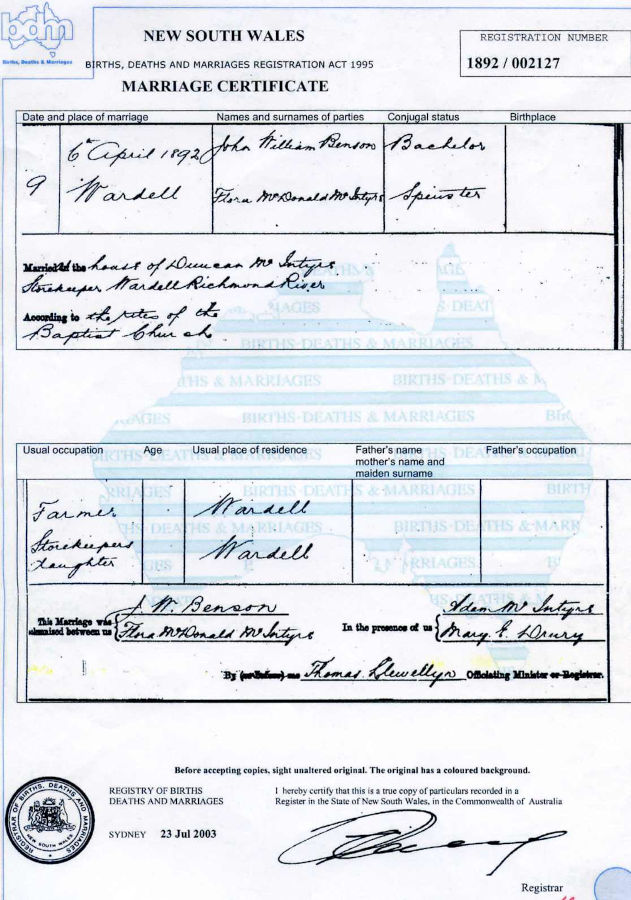 bdm
Births, Deaths & Marriages
NEW SOUTH WALES
BIRTHS, DEATHS AND MARRIAGES REGISTRATION ACT 1995
MARRIAGE CERTIFICATE
REGISTRATION NUMBER
1892 / 002127
Date and place of marriage Names and surnames of parties Conjugal status Birthplace
6th April 1892 John William Benson Bachelor
9 Wardell Flora McDonald McIntyre Spinster
Married at the house of Duncan McIntyre
Storekeeper Wardell Richmond River
According to the rites of the
Baptist Church
Usual occupation Age Usual place of residence Father's name mother's name and maiden surname Father's occupation
Farmer Wardell
Storekeepers Wardell
daughter
J. W. Benson Adam McIntyre
This Marriage was solemnized between us Flora McDonald McIntyre In the presence of us Mary E. Drury
By (or Before) me Thomas Llewellyn Officiating Minister or Registrar.
Before accepting copies, sight unaltered original. The original has a coloured background.
REGISTRY OF BIRTHS
DEATHS AND MARRIAGES
SYDNEY 23 Jul 2003
I hereby certify that this is a true copy of particulars recorded in a
Register in the State of New South Wales, in the Commonwealth of Australia
Registrar
REGISTRAR OF BIRTHS, DEATHS AND MARRIAGES
NEW SOUTH WALES
BIRTHS·DEATHS & MARRIAGES